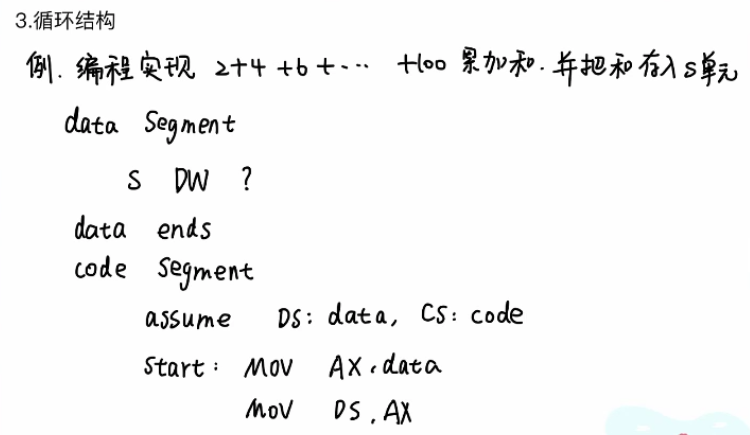 3.循环结构
例. 编程实现 2+4+6+… +100 累加和. 并把和存入S单元
data Segment
S DW ?
data ends
code Segment
assume DS: data, CS: code
Start: MOV AX,data
MOV DS,AX